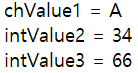 chValue1 = A
intValue2 = 34
intValue3 = 66